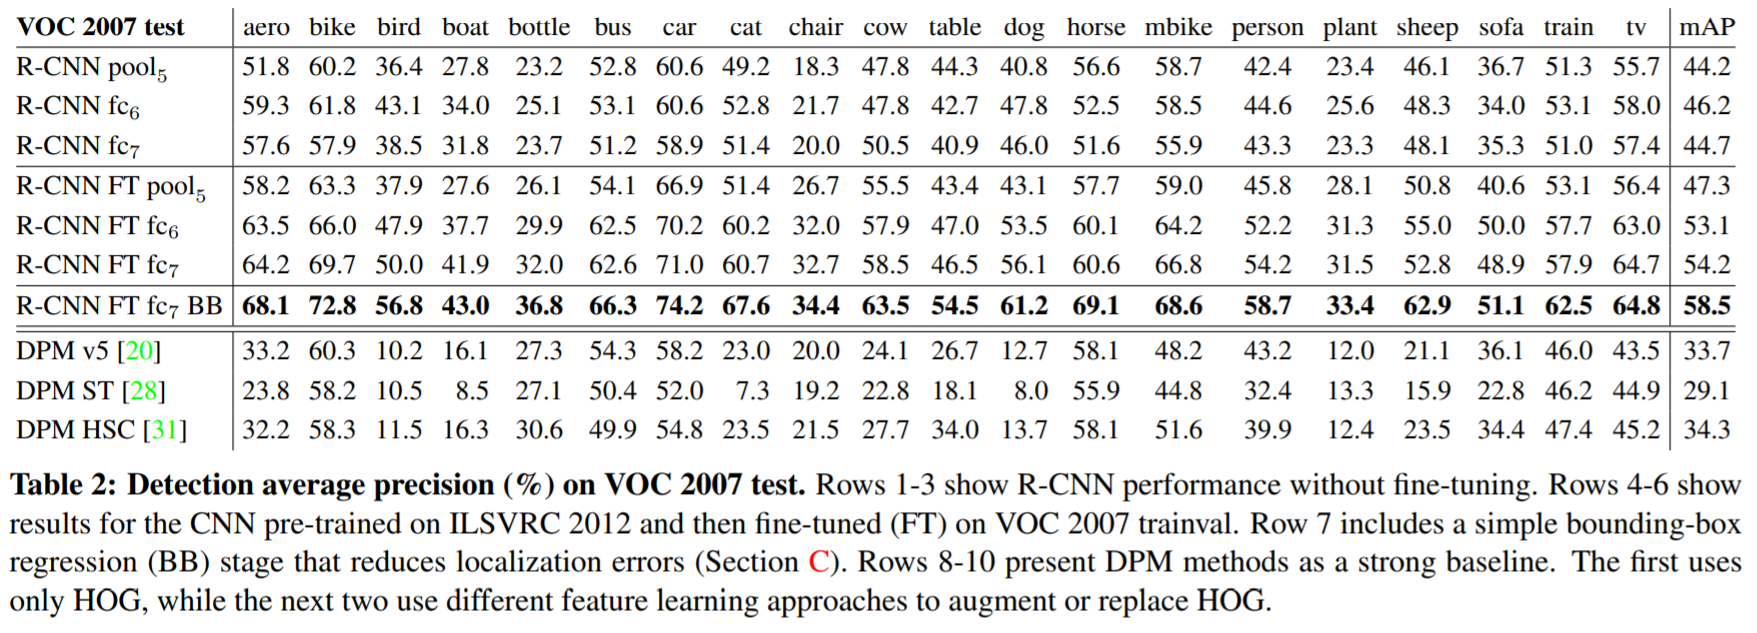 VOC 2007 test aero bike bird boat bottle bus car cat chair cow table dog horse mbike person plant sheep sofa train tv mAP
R-CNN pool5 51.8 60.2 36.4 27.8 23.2 52.8 60.6 49.2 18.3 47.8 44.3 40.8 56.6 58.7 42.4 23.4 46.1 36.7 51.3 55.7 44.2
R-CNN fc6 59.3 61.8 43.1 34.0 25.1 53.1 60.6 52.8 21.7 47.8 42.7 47.8 52.5 58.5 44.6 25.6 48.3 34.0 53.1 58.0 46.2
R-CNN fc7 57.6 57.9 38.5 31.8 23.7 51.2 58.9 51.4 20.0 50.5 40.9 46.0 51.6 55.9 43.3 23.3 48.1 35.3 51.0 57.4 44.7
R-CNN FT pool5 58.2 63.3 37.9 27.6 26.1 54.1 66.9 51.4 26.7 55.5 43.4 43.1 57.7 59.0 45.8 28.1 50.8 40.6 53.1 56.4 47.3
R-CNN FT fc6 63.5 66.0 47.9 37.7 29.9 62.5 70.2 60.2 32.0 57.9 47.0 53.5 60.1 64.2 52.2 31.3 55.0 50.0 57.7 63.0 53.1
R-CNN FT fc7 64.2 69.7 50.0 41.9 32.0 62.6 71.0 60.7 32.7 58.5 46.5 56.1 60.6 66.8 54.2 31.5 52.8 48.9 57.9 64.7 54.2
R-CNN FT fc7 BB 68.1 72.8 56.8 43.0 36.8 66.3 74.2 67.6 34.4 63.5 54.5 61.2 69.1 68.6 58.7 33.4 62.9 51.1 62.5 64.8 58.5
DPM v5 [20] 33.2 60.3 10.2 16.1 27.3 54.3 58.2 23.0 20.0 24.1 26.7 12.7 58.1 48.2 43.2 12.0 21.1 36.1 46.0 43.5 33.7
DPM ST [28] 23.8 58.2 10.5 8.5 27.1 50.4 52.0 7.3 19.2 22.8 18.1 8.0 55.9 44.8 32.4 13.3 15.9 22.8 46.2 44.9 29.1
DPM HSC [31] 32.2 58.3 11.5 16.3 30.6 49.9 54.8 23.5 21.5 27.7 34.0 13.7 58.1 51.6 39.9 12.4 23.5 34.4 47.4 45.2 34.3
Table 2: Detection average precision (%) on VOC 2007 test. Rows 1-3 show R-CNN performance without fine-tuning. Rows 4-6 show
results for the CNN pre-trained on ILSVRC 2012 and then fine-tuned (FT) on VOC 2007 trainval. Row 7 includes a simple bounding-box
regression (BB) stage that reduces localization errors (Section C). Rows 8-10 present DPM methods as a strong baseline. The first uses
only HOG, while the next two use different feature learning approaches to augment or replace HOG.